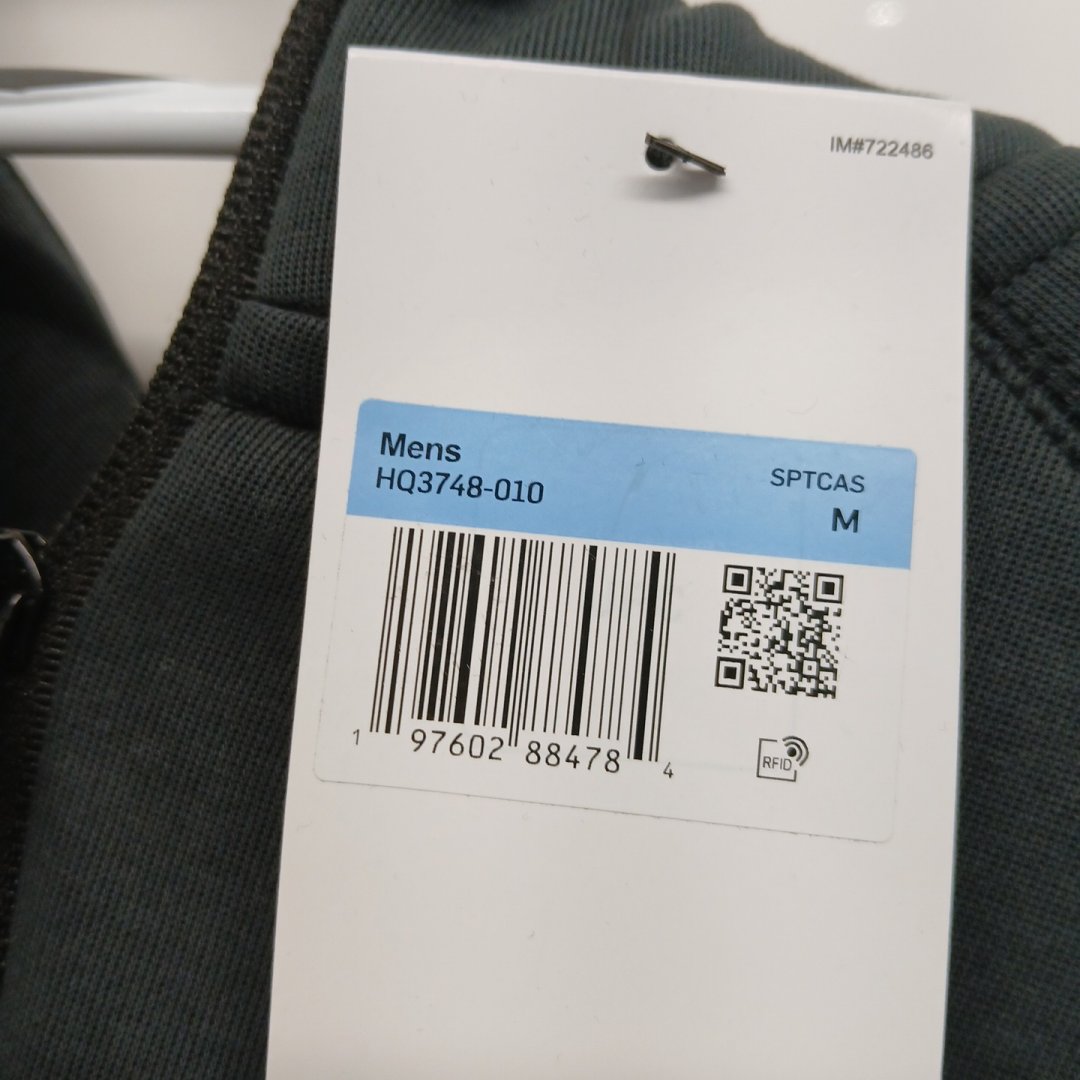 IM#722486
Mens
HQ3748-010
SPTCAS
M
1 97602 88478 4
RFID